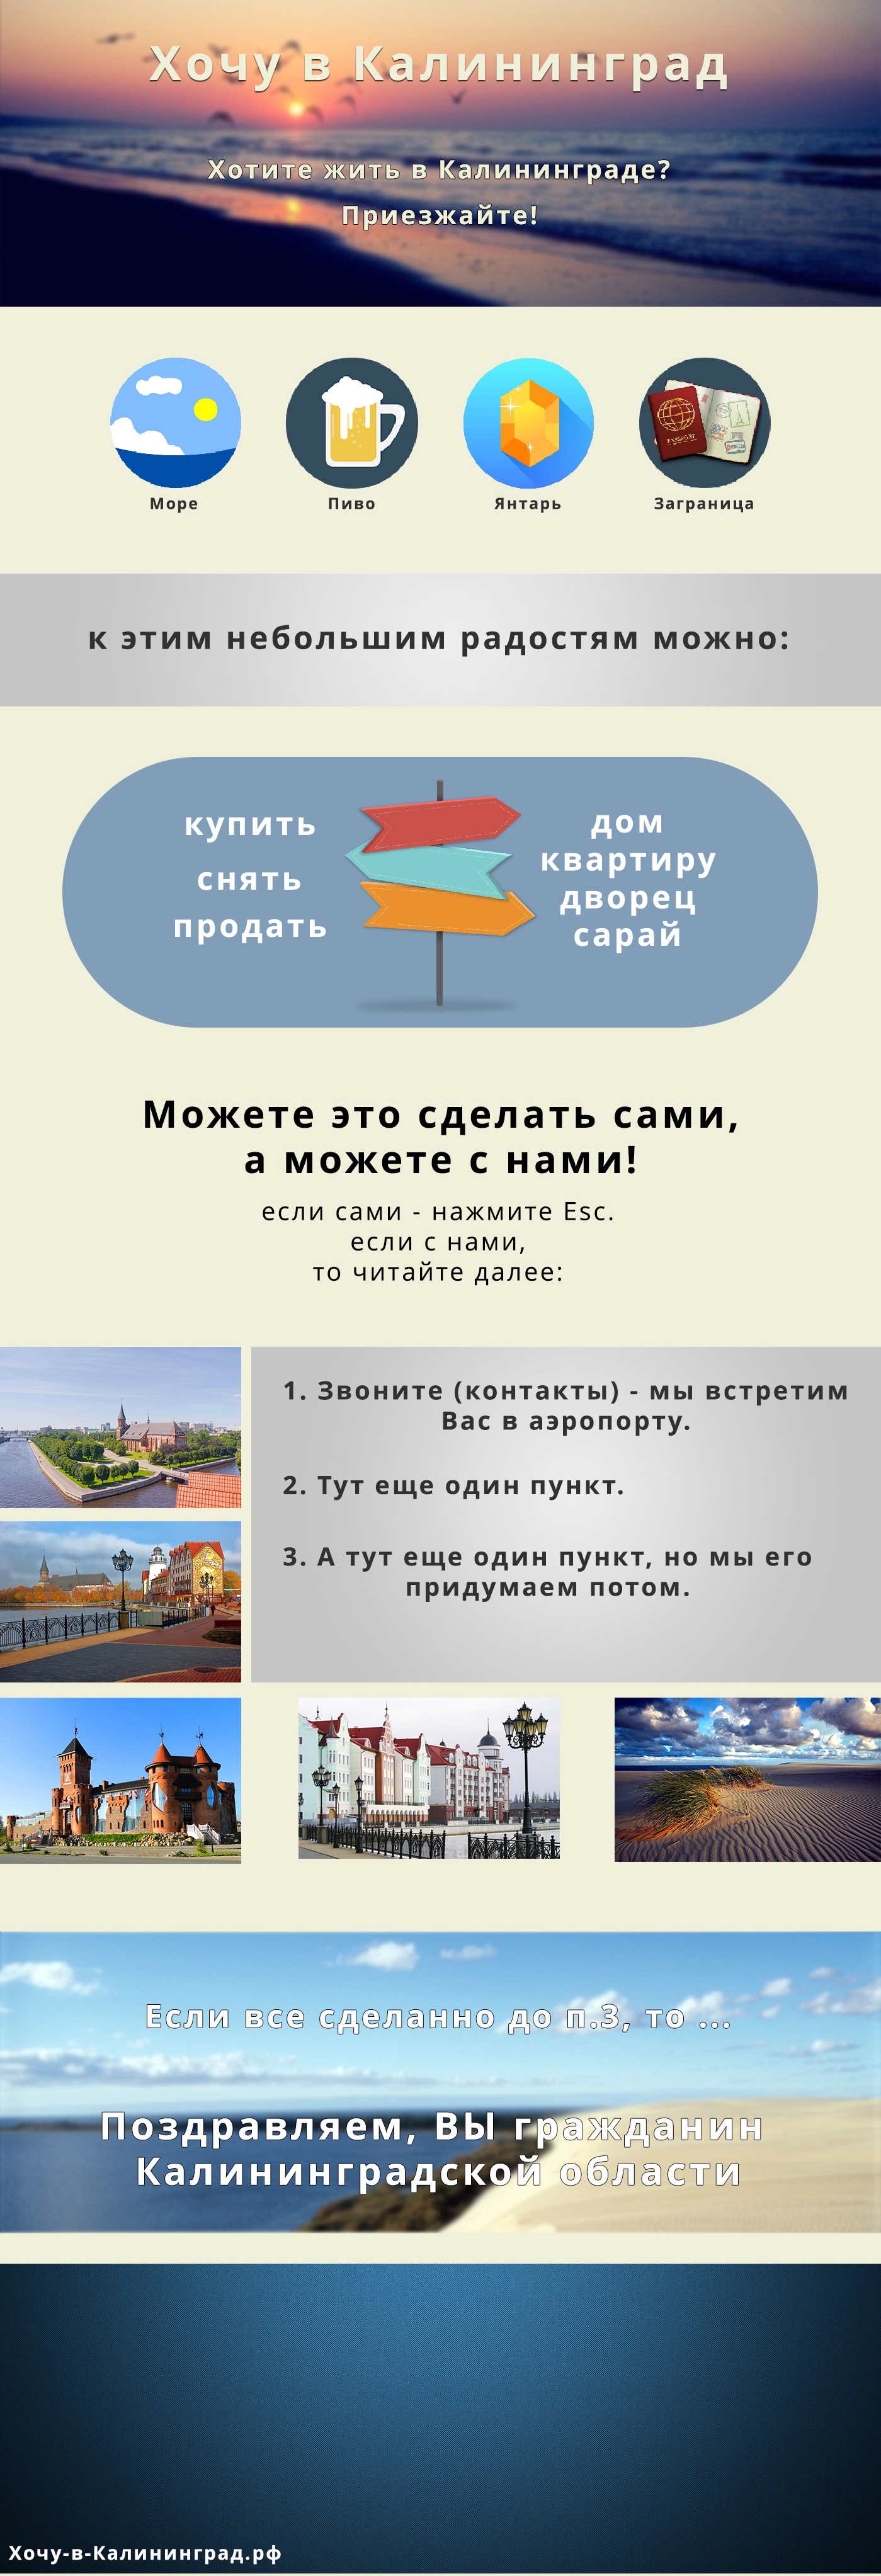 Хочу в Калининград
Хотите жить в Калининграде?
Приезжайте!
Море
Пиво
Янтарь
Заграница
к этим небольшим радостям можно:
купить
снять
продать
дом
квартиру
дворец
сарай
Можете это сделать сами,
а можете с нами!
если сами - нажмите Esc.
если с нами,
то читайте далее:
1. Звоните (контакты) - мы встретим
Вас в аэропорту.
2. Тут еще один пункт.
3. А тут еще один пункт, но мы его
придумаем потом.
Если все сделанно до п.3, то ...
Поздравляем, ВЫ гражданин
Калининградской области
Хочу-в-Калининград.рф